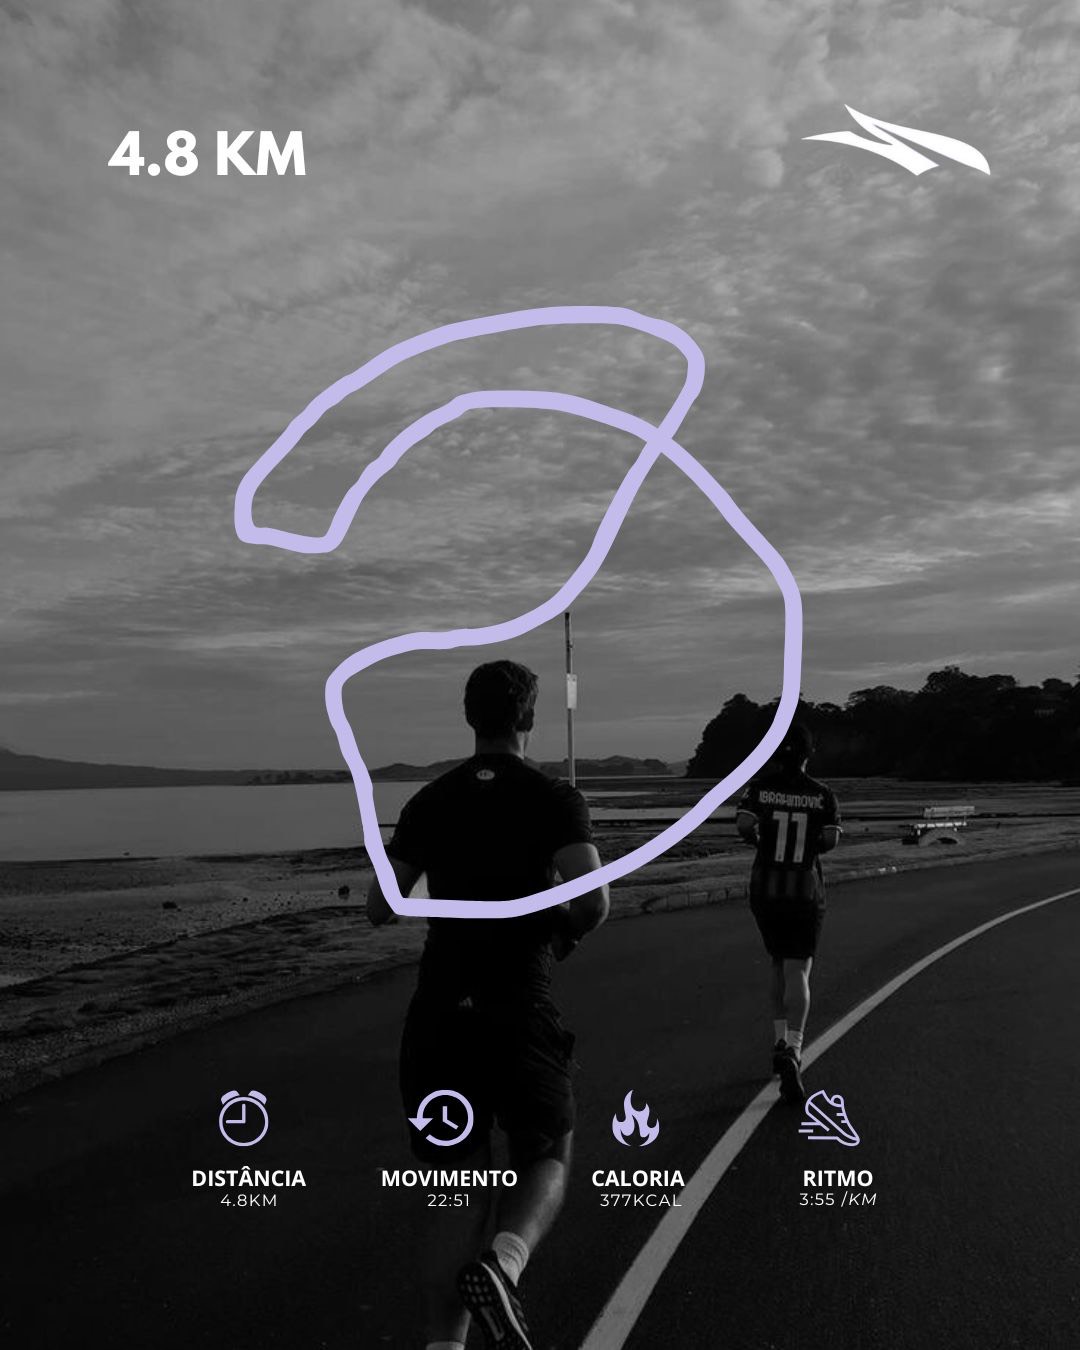 4.8 KM
IBRAHIMOVIĆ
11
DISTÂNCIA
4.8KM
MOVIMENTO
22:51
CALORIA
377KCAL
RITMO
3:55 /KM